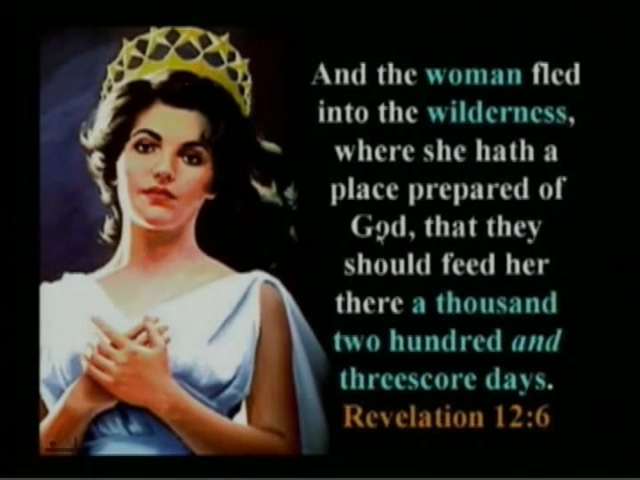 And the woman fled
into the wilderness,
where she hath a
place prepared of
God, that they
should feed her
there a thousand
two hundred and
threescore days.
Revelation 12:6